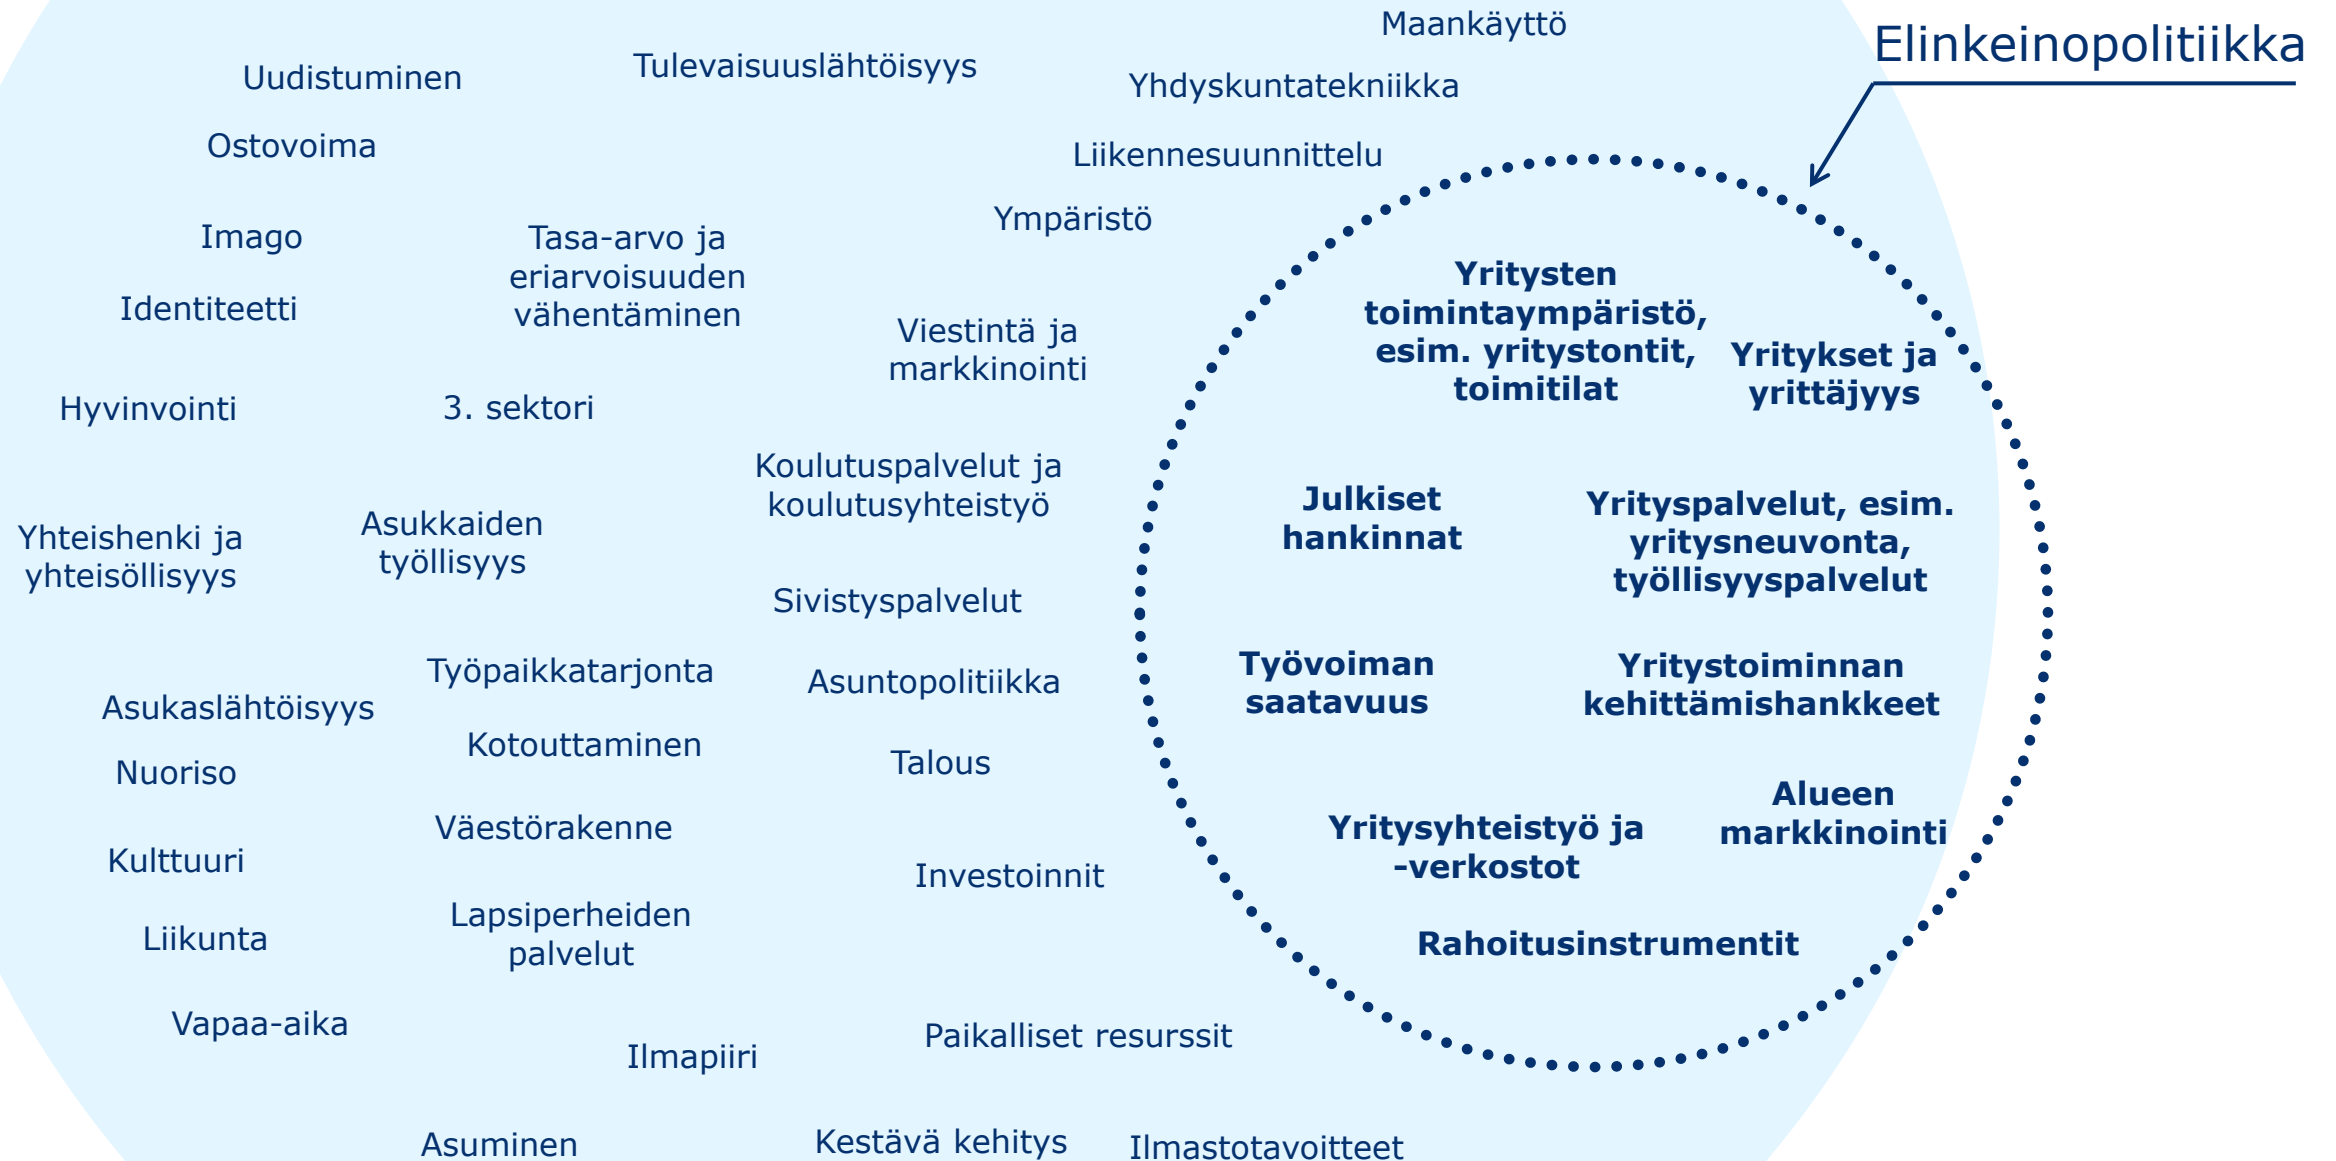 Maankäyttö
Elinkeinopolitiikka
Uudistuminen
Tulevaisuuslähtöisyys
Yhdyskuntatekniikka
Ostovoima
Liikennesuunnittelu
Ympäristö
Imago
Tasa-arvo ja
eriarvoisuuden
vähentäminen
Identiteetti
Viestintä ja
markkinointi
Hyvinvointi
3. sektori
Koulutuspalvelut ja
koulutusyhteistyö
Yhteishenki ja
yhteisöllisyys
Asukkaiden
työllisyys
Sivistyspalvelut
Työpaikkatarjonta
Asuntopolitiikka
Asukaslähtöisyys
Kotouttaminen
Talous
Nuoriso
Väestörakenne
Kulttuuri
Investoinnit
Lapsiperheiden
palvelut
Liikunta
Vapaa-aika
Ilmapiiri
Paikalliset resurssit
Asuminen
Kestävä kehitys
Ilmastotavoitteet
Yritysten
toimintaympäristö,
esim. yritystontit,
toimitilat
Yritykset ja
yrittäjyys
Julkiset
hankinnat
Yrityspalvelut, esim.
yritysneuvonta,
työllisyyspalvelut
Työvoiman
saatavuus
Yritystoiminnan
kehittämishankkeet
Yritysyhteistyö ja
-verkostot
Alueen
markkinointi
Rahoitusinstrumentit